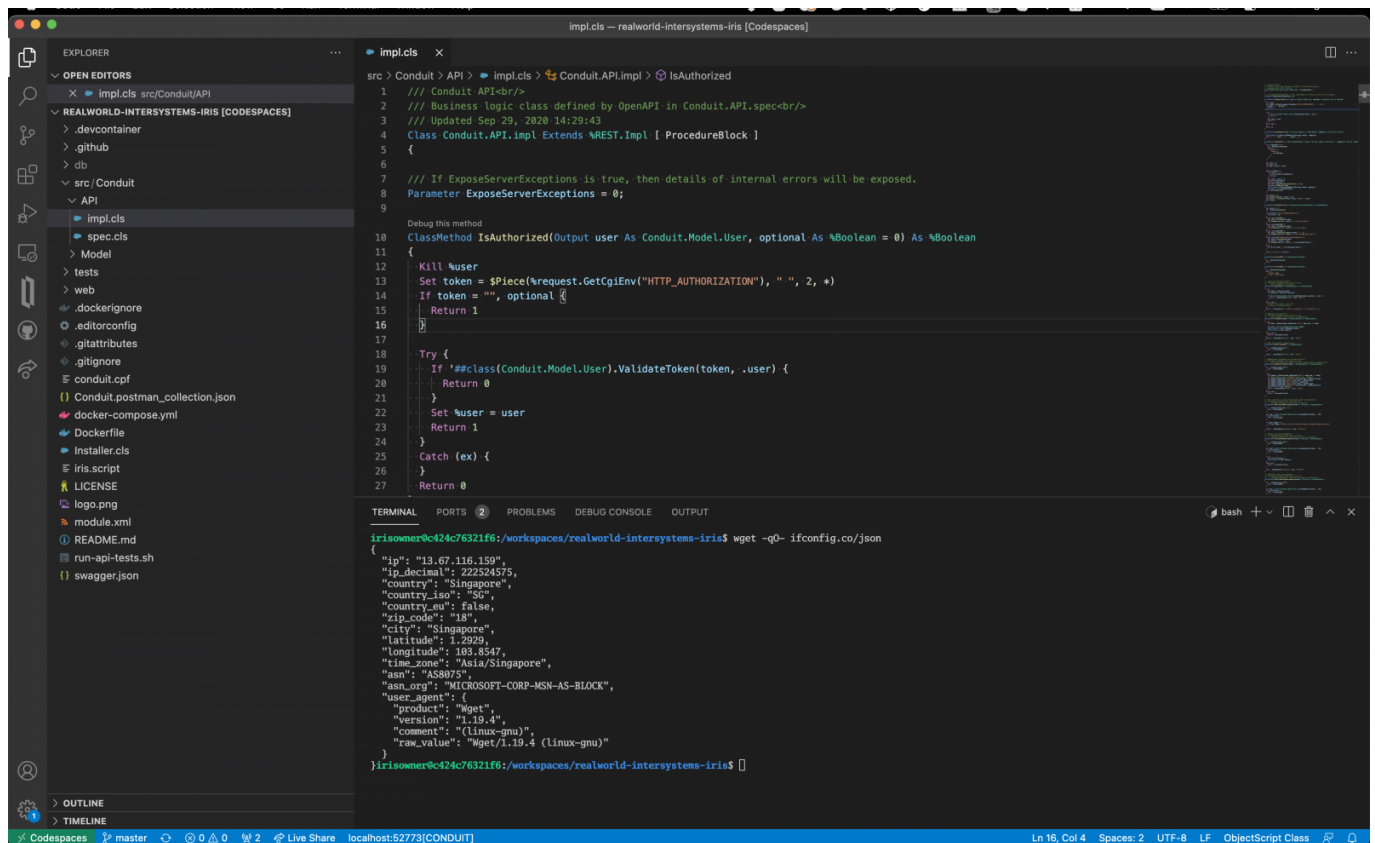 impl.cls — realworld-intersystems-iris [Codespaces]
EXPLORER
OPEN EDITORS
impl.cls src/Conduit/API
REALWORLD-INTERSYSTEMS-IRIS [CODESPACES]
.devcontainer
.github
db
src/Conduit
API
impl.cls
spec.cls
Model
tests
web
.dockerignore
.editorconfig
.gitattributes
.gitignore
conduit.cpf
Conduit.postman_collection.json
docker-compose.yml
Dockerfile
Installer.cls
iris.script
LICENSE
logo.png
module.xml
README.md
run-api-tests.sh
swagger.json
OUTLINE
TIMELINE
impl.cls
src > Conduit > API > impl.cls > Conduit.API.impl > IsAuthorized
1 /// Conduit API<br/>
2 /// Business logic class defined by OpenAPI in Conduit.API.spec<br/>
3 /// Updated Sep 29, 2020 14:29:43
4 Class Conduit.API.impl Extends %REST.Impl [ ProcedureBlock ]
5 {
6
7 /// If ExposeServerExceptions is true, then details of internal errors will be exposed.
8 Parameter ExposeServerExceptions = 0;
9
Debug this method
10 ClassMethod IsAuthorized(Output user As Conduit.Model.User, optional As %Boolean = 0) As %Boolean
11 {
12 Kill %user
13 Set token = $Piece(%request.GetCgiEnv("HTTP_AUTHORIZATION"), " ", 2, *)
14 If token = "", optional {
15 Return 1
16 }
17
18 Try {
19 If '##class(Conduit.Model.User).ValidateToken(token, .user) {
20 Return 0
21 }
22 Set %user = user
23 Return 1
24 }
25 Catch (ex) {
26 }
27 Return 0
TERMINAL PORTS 2 PROBLEMS DEBUG CONSOLE OUTPUT
bash
irisowner@c424c76321f6:/workspaces/realworld-intersystems-iris$ wget -qO- ifconfig.co/json
{
"ip": "13.67.116.159",
"ip_decimal": 222524575,
"country": "Singapore",
"country_iso": "SG",
"country_eu": false,
"zip_code": "18",
"city": "Singapore",
"latitude": 1.2929,
"longitude": 103.8547,
"time_zone": "Asia/Singapore",
"asn": "AS8075",
"asn_org": "MICROSOFT-CORP-MSN-AS-BLOCK",
"user_agent": {
"product": "Wget",
"version": "1.19.4",
"comment": "(linux-gnu)",
"raw_value": "Wget/1.19.4 (linux-gnu)"
}
}irisowner@c424c76321f6:/workspaces/realworld-intersystems-iris$
1
Codespaces master 0 0 2 Live Share localhost:52773[CONDUIT]
Ln 16, Col 4 Spaces: 2 UTF-8 LF ObjectScript Class